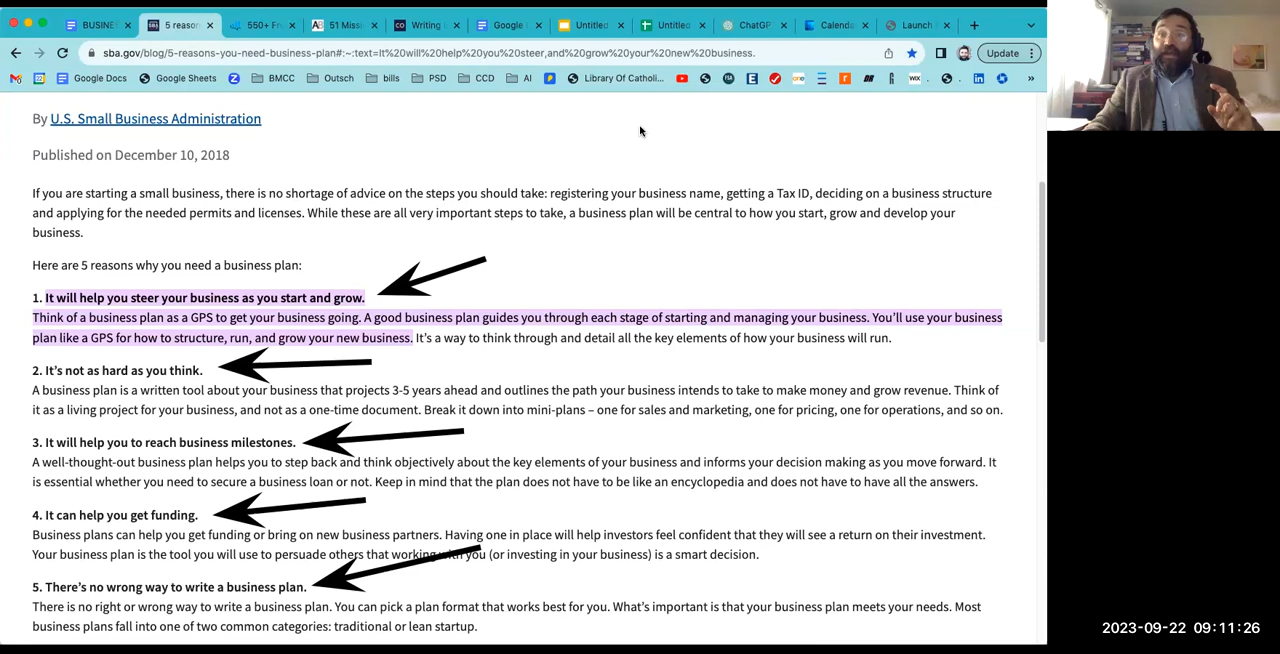 BUSINE
5 reason
550+ Fr
51 Miss
Writing
Google
Untitled
Untitled
ChatGP
Calenda
Launch
sba.gov/blog/5-reasons-you-need-business-plan#:~:text=It%20will%20help%20you%20steer,and%20grow%20your%20new%20business.
Update
Google Docs
Google Sheets
BMCC
Outsch
bills
PSD
CCD
AI
Library Of Catholi...
By U.S. Small Business Administration
Published on December 10, 2018
If you are starting a small business, there is no shortage of advice on the steps you should take: registering your business name, getting a Tax ID, deciding on a business structure
and applying for the needed permits and licenses. While these are all very important steps to take, a business plan will be central to how you start, grow and develop your
business.
Here are 5 reasons why you need a business plan:
1. It will help you steer your business as you start and grow.
Think of a business plan as a GPS to get your business going. A good business plan guides you through each stage of starting and managing your business. You'll use your business
plan like a GPS for how to structure, run, and grow your new business. It's a way to think through and detail all the key elements of how your business will run.
2. It's not as hard as you think.
A business plan is a written tool about your business that projects 3-5 years ahead and outlines the path your business intends to take to make money and grow revenue. Think of
it as a living project for your business, and not as a one-time document. Break it down into mini-plans – one for sales and marketing, one for pricing, one for operations, and so on.
3. It will help you to reach business milestones.
A well-thought-out business plan helps you to step back and think objectively about the key elements of your business and informs your decision making as you move forward. It
is essential whether you need to secure a business loan or not. Keep in mind that the plan does not have to be like an encyclopedia and does not have to have all the answers.
4. It can help you get funding.
Business plans can help you get funding or bring on new business partners. Having one in place will help investors feel confident that they will see a return on their investment.
Your business plan is the tool you will use to persuade others that working with you (or investing in your business) is a smart decision.
5. There's no wrong way to write a business plan.
There is no right or wrong way to write a business plan. You can pick a plan format that works best for you. What's important is that your business plan meets your needs. Most
business plans fall into one of two common categories: traditional or lean startup.
2023-09-22 09:11:26